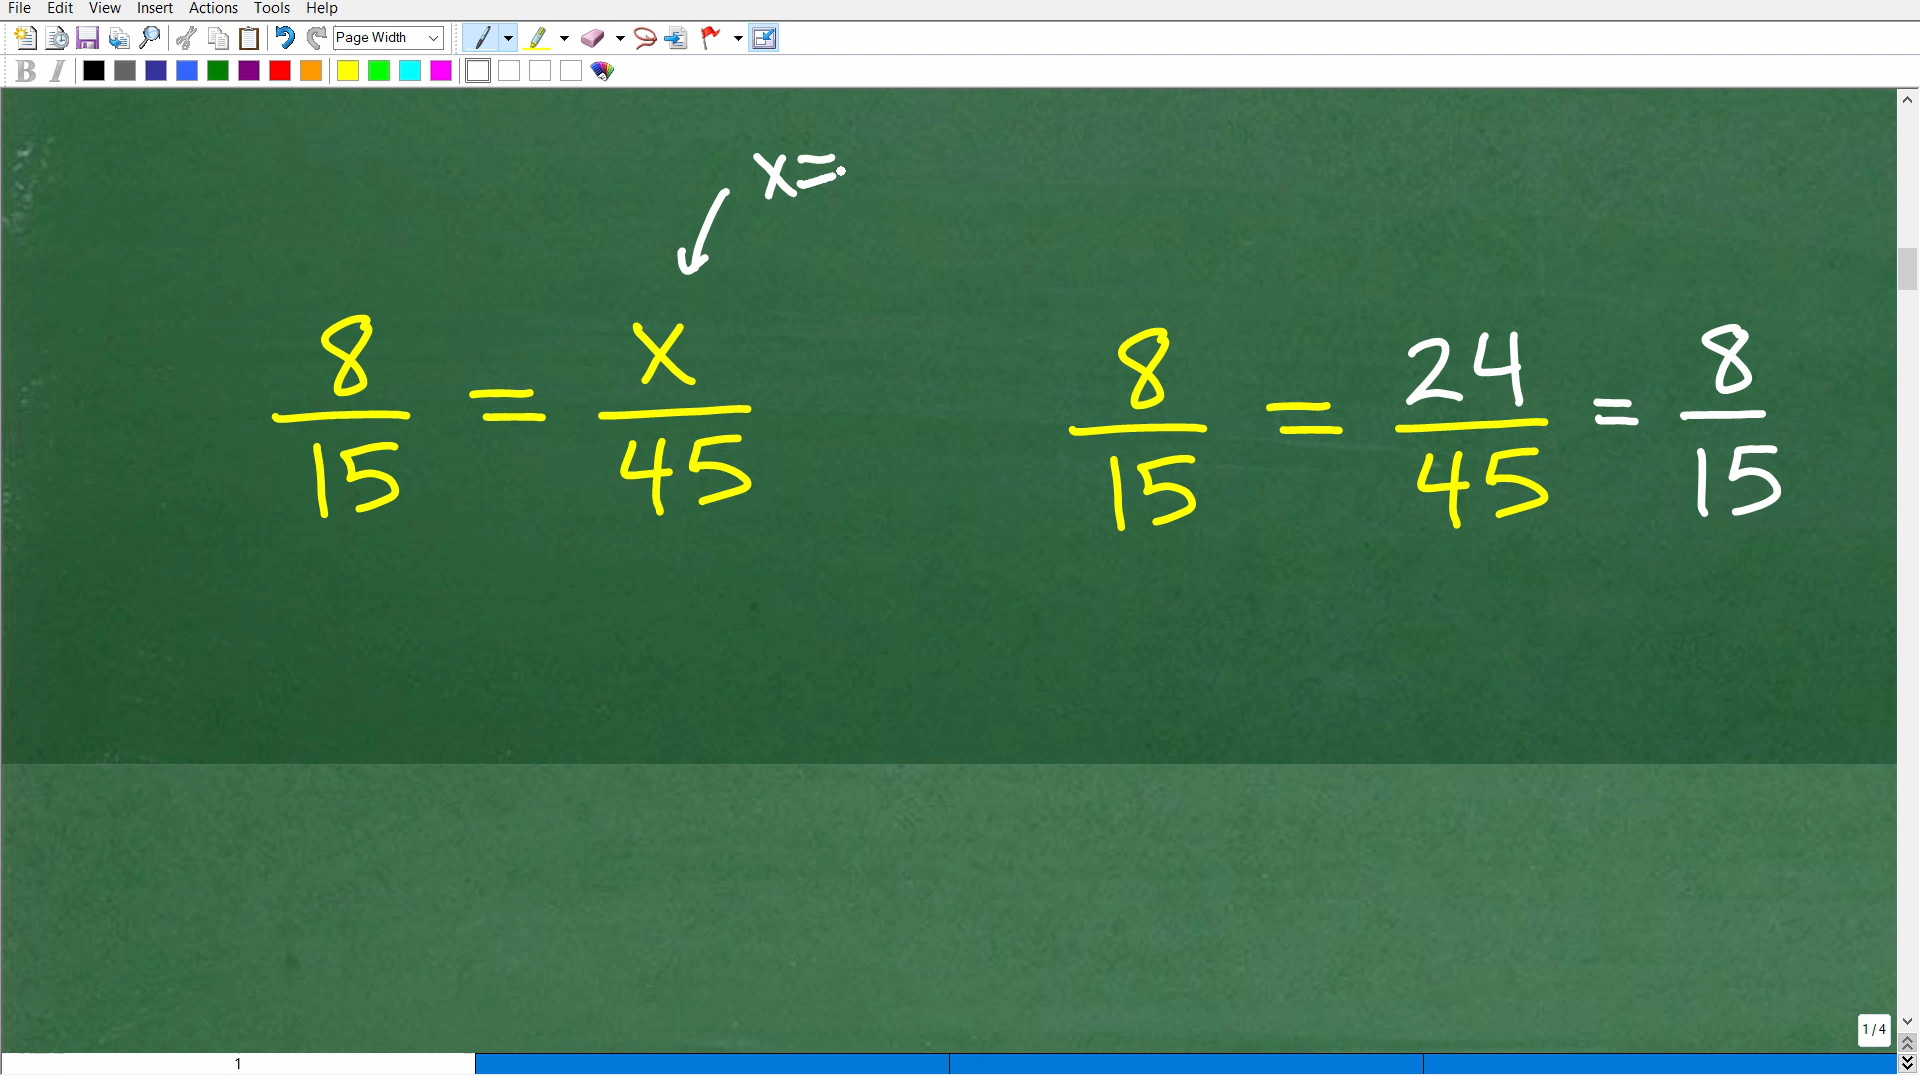 File Edit View Insert Actions Tools Help
Page Width
B I
x=
8/15 = x/45
8/15 = 24/45 = 8/15
1 / 4
1